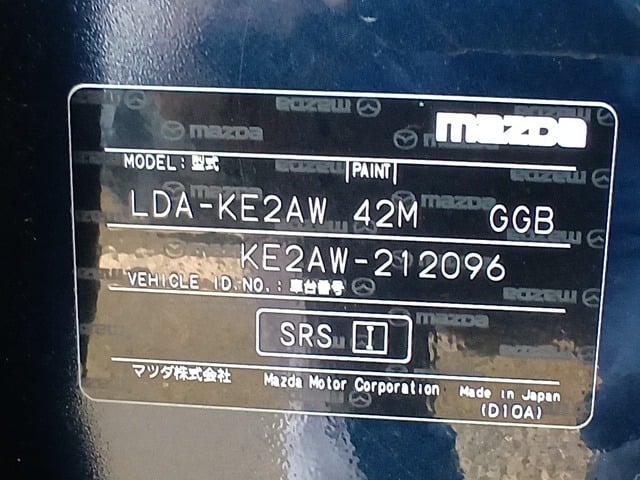 mazda
MODEL: 型式 PAINT
LDA-KE2AW 42M GGB
KE2AW-212096
VEHICLE ID.NO.: 車台番号
SRS I
マツダ株式会社 Mazda Motor Corporation Made in Japan
(D10A)